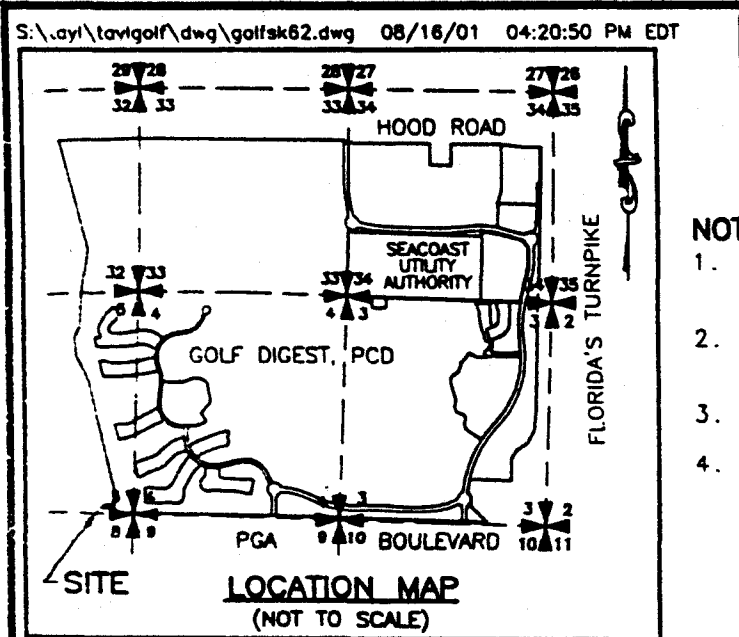 S:\.ayl\tavlgolf\dwg\golfsk62.dwg 08/16/01 04:20:50 PM EDT
29 28 28 27 27 26
32 33 33 34 34 35
HOOD ROAD
SEACOAST
UTILITY
AUTHORITY
FLORIDA'S TURNPIKE
32 33 33 34 35
4 4 3 3 2
GOLF DIGEST, PCD
3 3 2
8 9 9 10 10 11
PGA BOULEVARD
SITE
LOCATION MAP
(NOT TO SCALE)
NOT
1.
2.
3.
4.